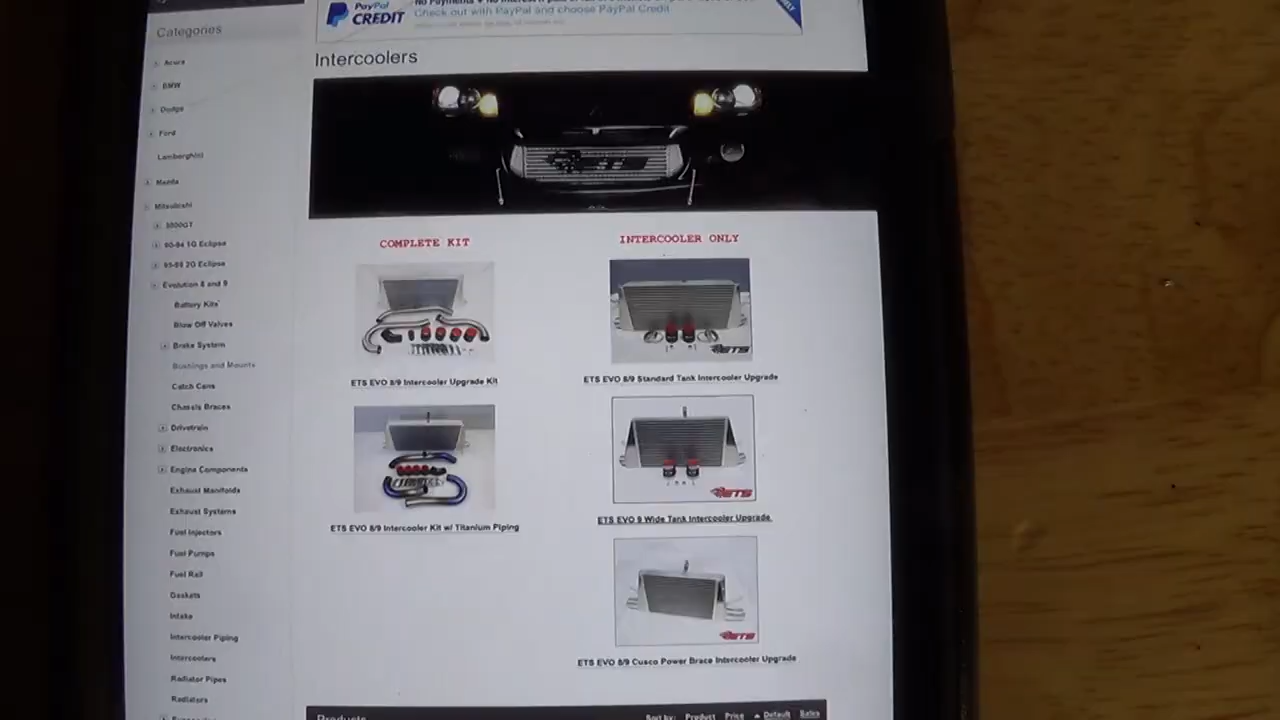 PayPal
CREDIT
Check out with PayPal and choose PayPal Credit
Categories
Acura
BMW
Dodge
Ford
Lamborghini
Mazda
Mitsubishi
3000GT
90-94 1G Eclipse
95-98 2G Eclipse
Evolution 8 and 9
Battery Kits
Blow Off Valves
Brake System
Bushings and Mounts
Catch Cans
Chassis Braces
Drivetrain
Electronics
Engine Components
Exhaust Manifolds
Exhaust Systems
Fuel Injectors
Fuel Pumps
Fuel Rail
Gaskets
Intake
Intercooler Piping
Intercoolers
Radiator Pipes
Radiators
Intercoolers
COMPLETE KIT
INTERCOOLER ONLY
ETS
ETS EVO 8/9 Intercooler Upgrade Kit
ETS EVO 8/9 Standard Tank Intercooler Upgrade
ETS
ETS EVO 8/9 Intercooler Kit w/ Titanium Piping
ETS EVO 9 Wide Tank Intercooler Upgrade
ETS
ETS EVO 8/9 Cusco Power Brace Intercooler Upgrade
Products
Sort by: Product Price Default Sales